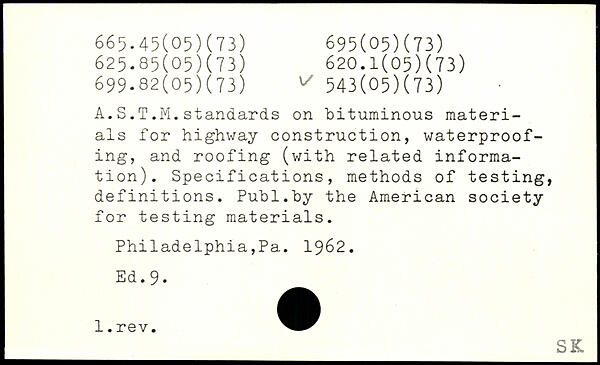 665.45(05)(73) 695(05)(73)
625.85(05)(73) 620.1(05)(73)
699.82(05)(73) ✓ 543(05)(73)
A.S.T.M.standards on bituminous materi-
als for highway construction, waterproof-
ing, and roofing (with related informa-
tion). Specifications, methods of testing,
definitions. Publ.by the American society
for testing materials.
Philadelphia,Pa. 1962.
Ed.9.
1.rev.
SK